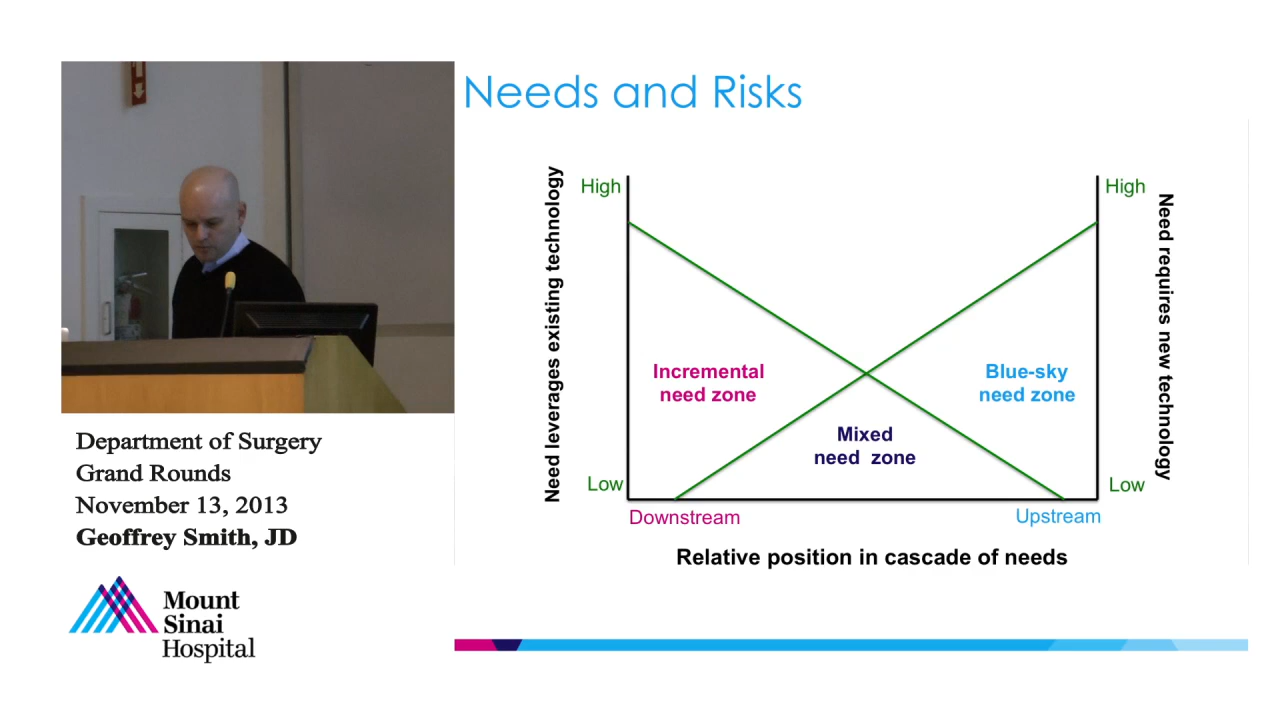 Needs and Risks
Need leverages existing technology
High
Low
High
Low
Need requires new technology
Incremental
need zone
Blue-sky
need zone
Mixed
need zone
Downstream
Upstream
Relative position in cascade of needs
Department of Surgery
Grand Rounds
November 13, 2013
Geoffrey Smith, JD
Mount
Sinai
Hospital